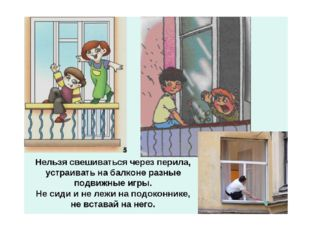 5
Нельзя свешиваться через перила,
устраивать на балконе разные
подвижные игры.
Не сиди и не лежи на подоконнике,
не вставай на него.